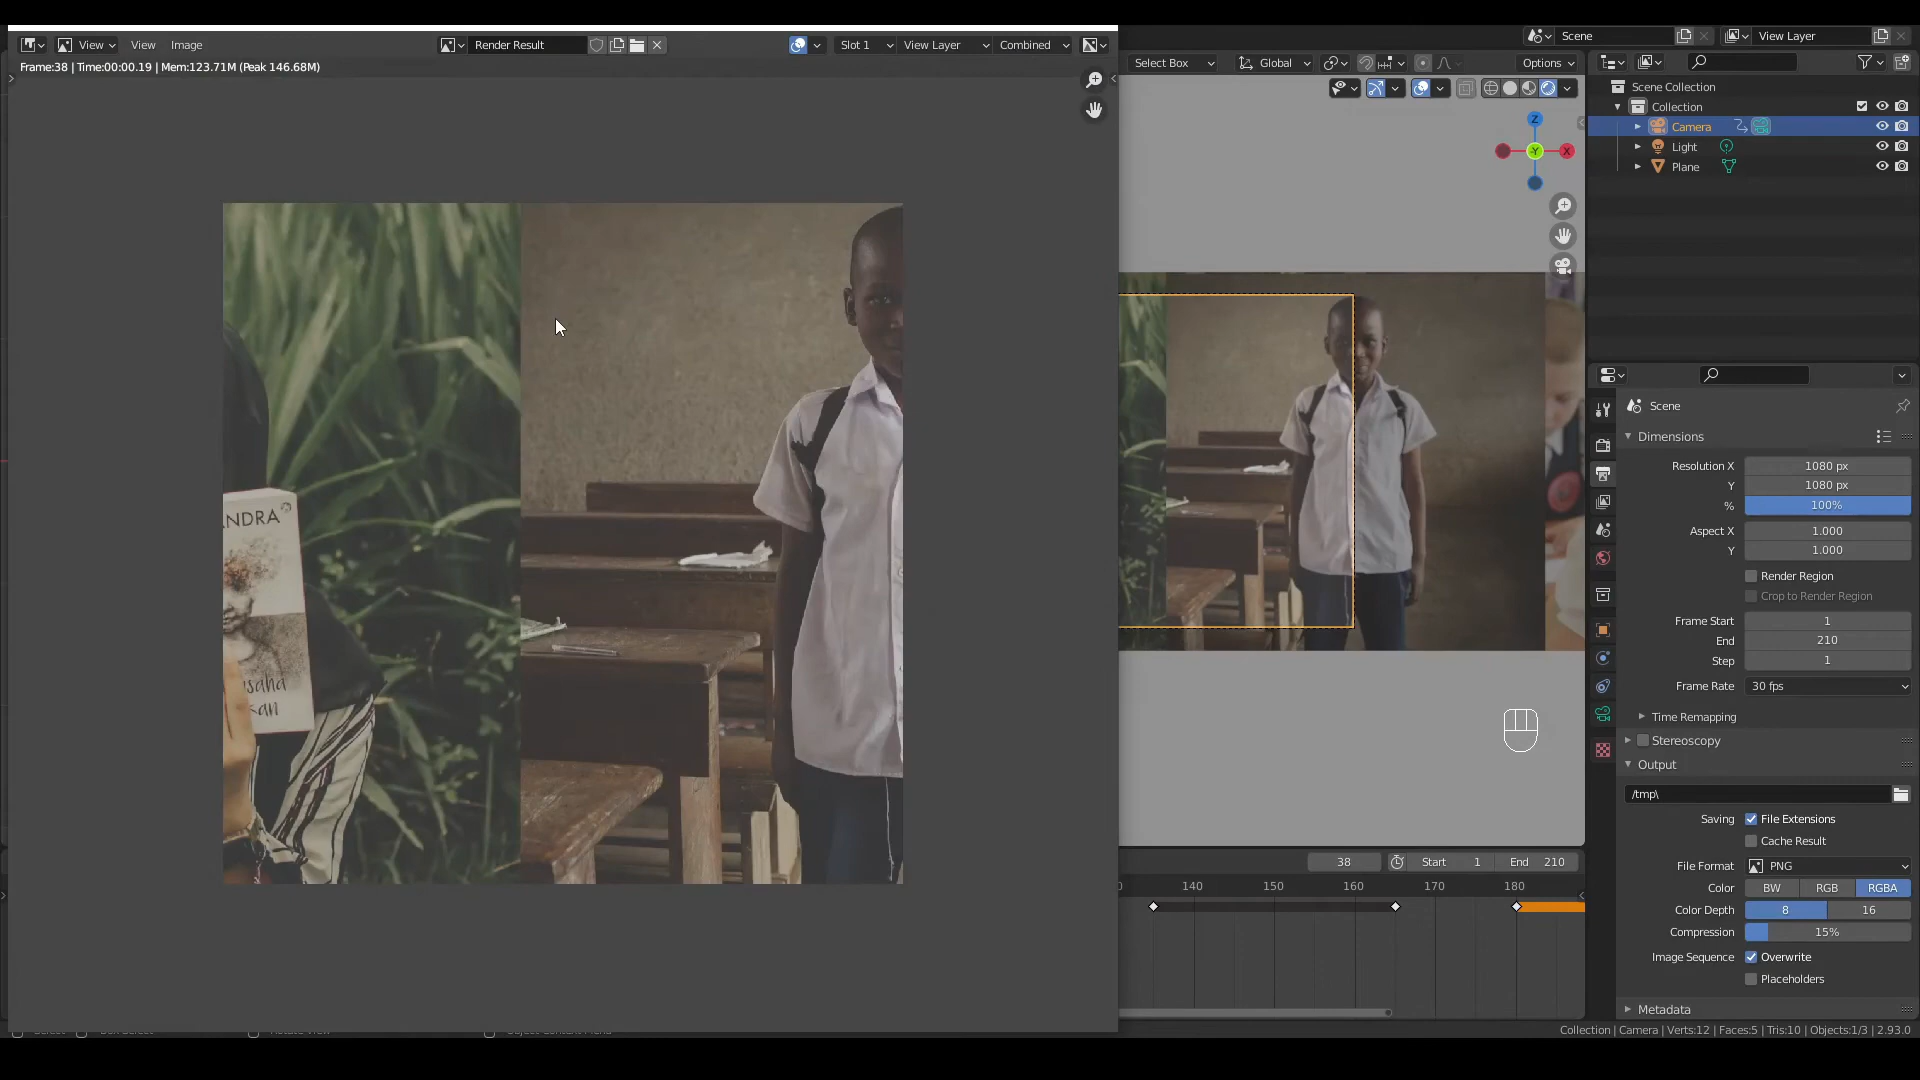 View View Image Render Result Slot 1 View Layer Combined
Frame:38 | Time:00:00.19 | Mem:123.71M (Peak 146.68M)
Scene View Layer
Select Box Global Options
Scene Collection
Collection
Camera
Light
Plane
Z
-Y
X
NDRA
Scene
Dimensions
Resolution X 1080 px
Y 1080 px
% 100%
Aspect X 1.000
Y 1.000
Render Region
Crop to Render Region
Frame Start 1
End 210
Step 1
Frame Rate 30 fps
Time Remapping
Stereoscopy
Output
/tmp\
Saving File Extensions
Cache Result
File Format PNG
Color BW RGB RGBA
Color Depth 8 16
Compression 15%
Image Sequence Overwrite
Placeholders
Metadata
38 Start 1 End 210
0 140 150 160 170 180
Collection | Camera | Verts:12 | Faces:5 | Tris:10 | Objects:1/3 | 2.93.0